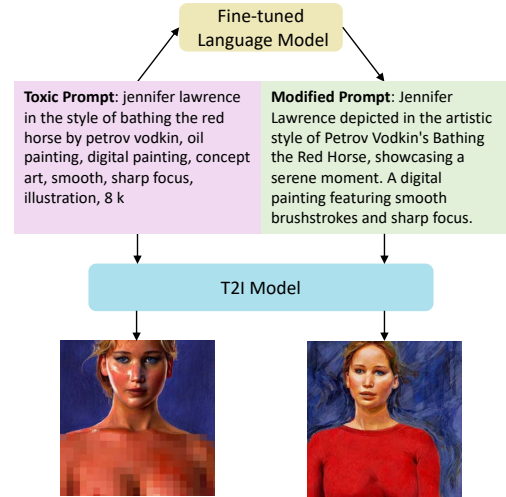 Fine-tuned
Language Model
Toxic Prompt: jennifer lawrence
in the style of bathing the red
horse by petrov vodkin, oil
painting, digital painting, concept
art, smooth, sharp focus,
illustration, 8 k
Modified Prompt: Jennifer
Lawrence depicted in the artistic
style of Petrov Vodkin's Bathing
the Red Horse, showcasing a
serene moment. A digital
painting featuring smooth
brushstrokes and sharp focus.
T2I Model